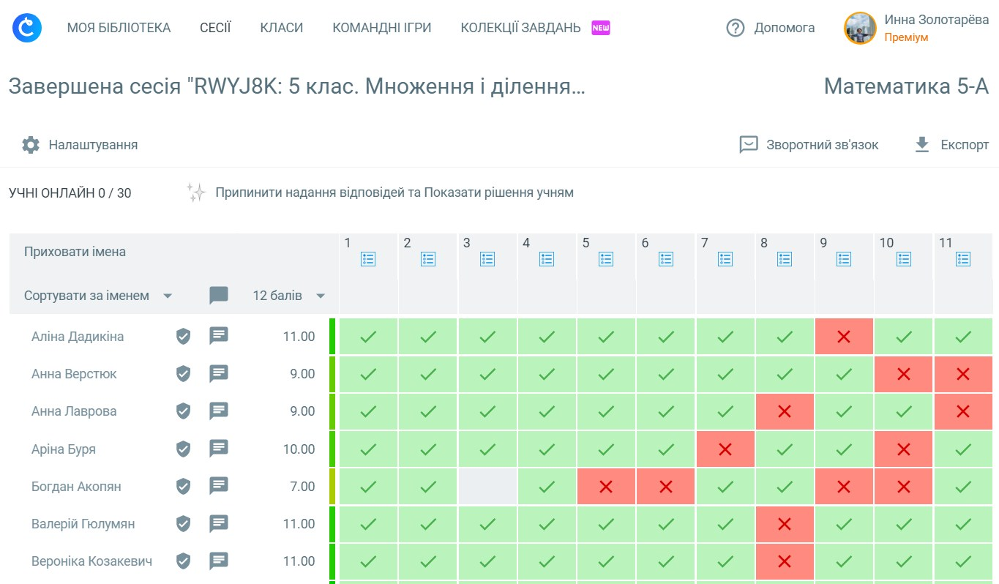 МОЯ БІБЛІОТЕКА СЕСІЇ КЛАСИ КОМАНДНІ ІГРИ КОЛЕКЦІЇ ЗАВДАНЬ NEW Допомога Инна Золотарёва
Преміум
Завершена сесія "RWYJ8K: 5 клас. Множення і ділення... Математика 5-А
Налаштування Зворотний зв'язок Експорт
УЧНІ ОНЛАЙН 0 / 30 Припинити надання відповідей та Показати рішення учням
Приховати імена 1 2 3 4 5 6 7 8 9 10 11
Сортувати за іменем 12 балів
Аліна Дадикіна 11.00
Анна Верстюк 9.00
Анна Лаврова 9.00
Аріна Буря 10.00
Богдан Акопян 7.00
Валерій Гюлумян 11.00
Вероніка Козакевич 11.00